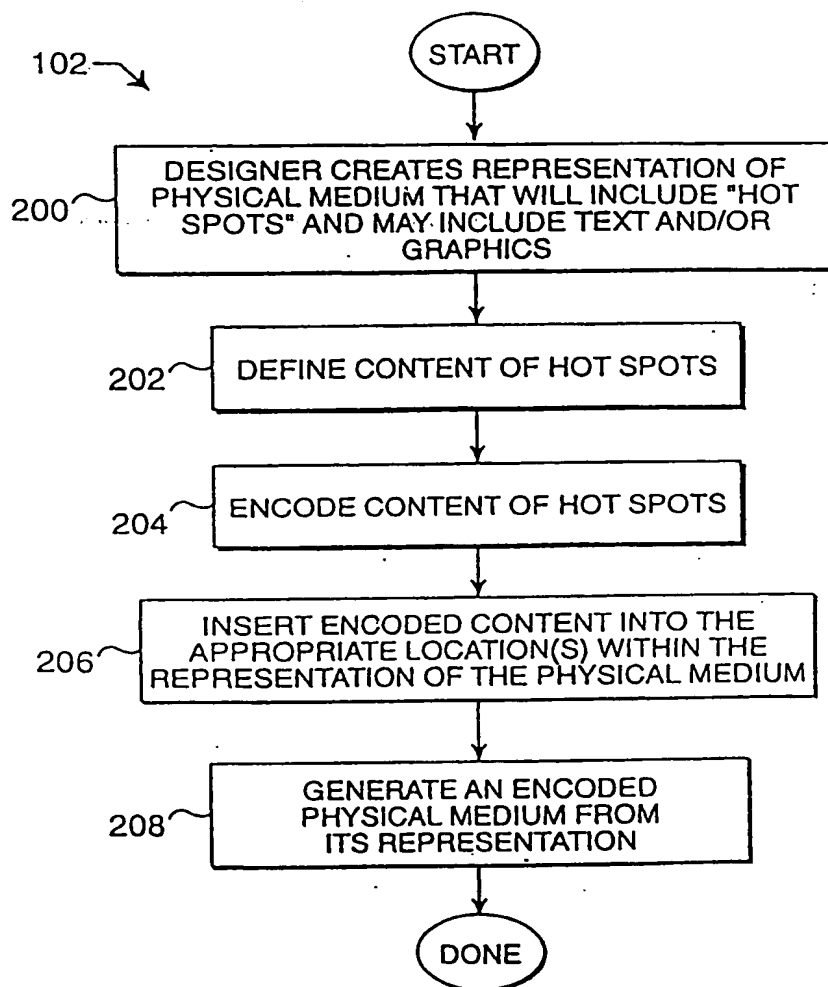 START
102
DESIGNER CREATES REPRESENTATION OF
PHYSICAL MEDIUM THAT WILL INCLUDE "HOT
SPOTS" AND MAY INCLUDE TEXT AND/OR
GRAPHICS
200
DEFINE CONTENT OF HOT SPOTS
202
ENCODE CONTENT OF HOT SPOTS
204
INSERT ENCODED CONTENT INTO THE
APPROPRIATE LOCATION(S) WITHIN THE
REPRESENTATION OF THE PHYSICAL MEDIUM
206
GENERATE AN ENCODED
PHYSICAL MEDIUM FROM
ITS REPRESENTATION
208
DONE